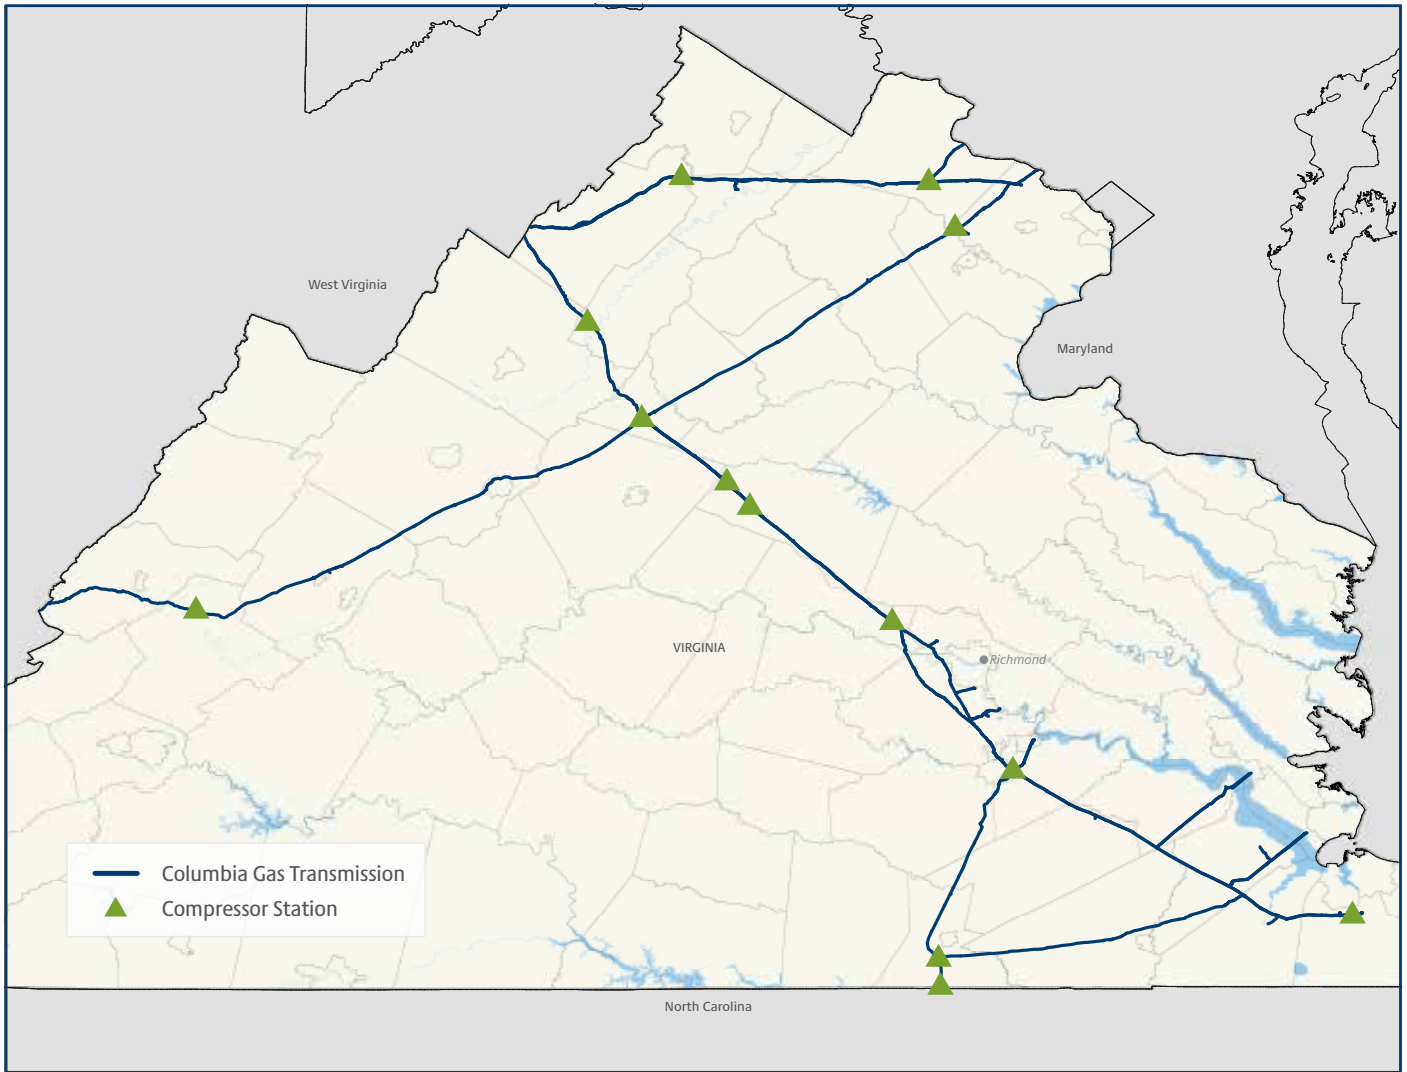 West Virginia
Maryland
VIRGINIA
Richmond
Columbia Gas Transmission
Compressor Station
North Carolina